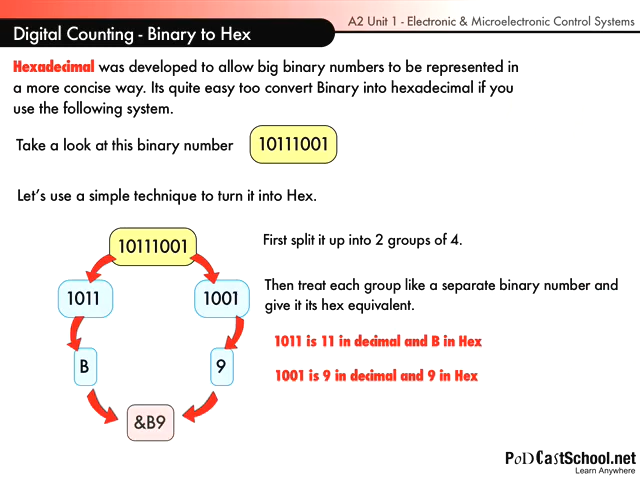 A2 Unit 1 - Electronic & Microelectronic Control Systems
Digital Counting - Binary to Hex
Hexadecimal was developed to allow big binary numbers to be represented in
a more concise way. Its quite easy too convert Binary into hexadecimal if you
use the following system.
Take a look at this binary number 10111001
Let's use a simple technique to turn it into Hex.
10111001
First split it up into 2 groups of 4.
1011 1001
Then treat each group like a separate binary number and
give it its hex equivalent.
1011 is 11 in decimal and B in Hex
B 9
1001 is 9 in decimal and 9 in Hex
&B9
PoDCastSchool.net
Learn Anywhere